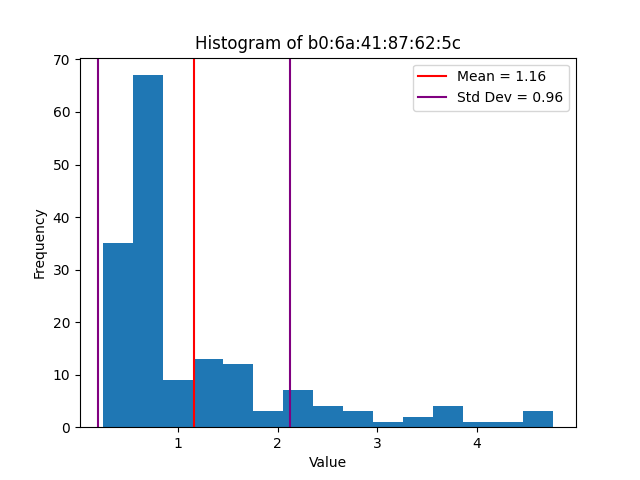 Histogram of b0:6a:41:87:62:5c
Mean = 1.16
Std Dev = 0.96
70
60
50
40
30
20
10
0
Frequency
1 2 3 4
Value